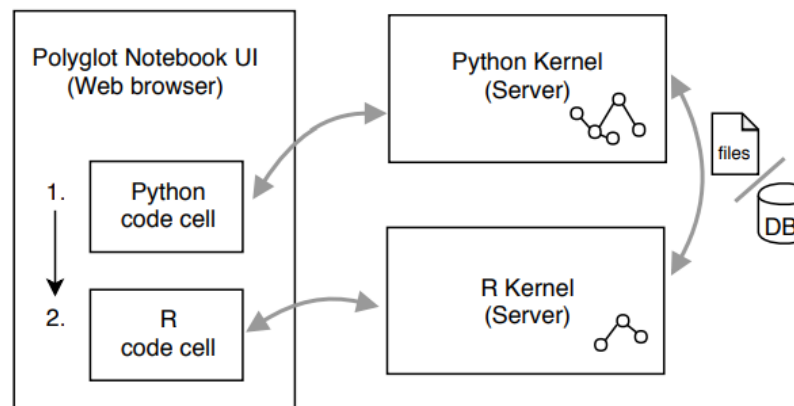 Polyglot Notebook UI
(Web browser)
1.
Python
code cell
2.
R
code cell
Python Kernel
(Server)
R Kernel
(Server)
files
DB